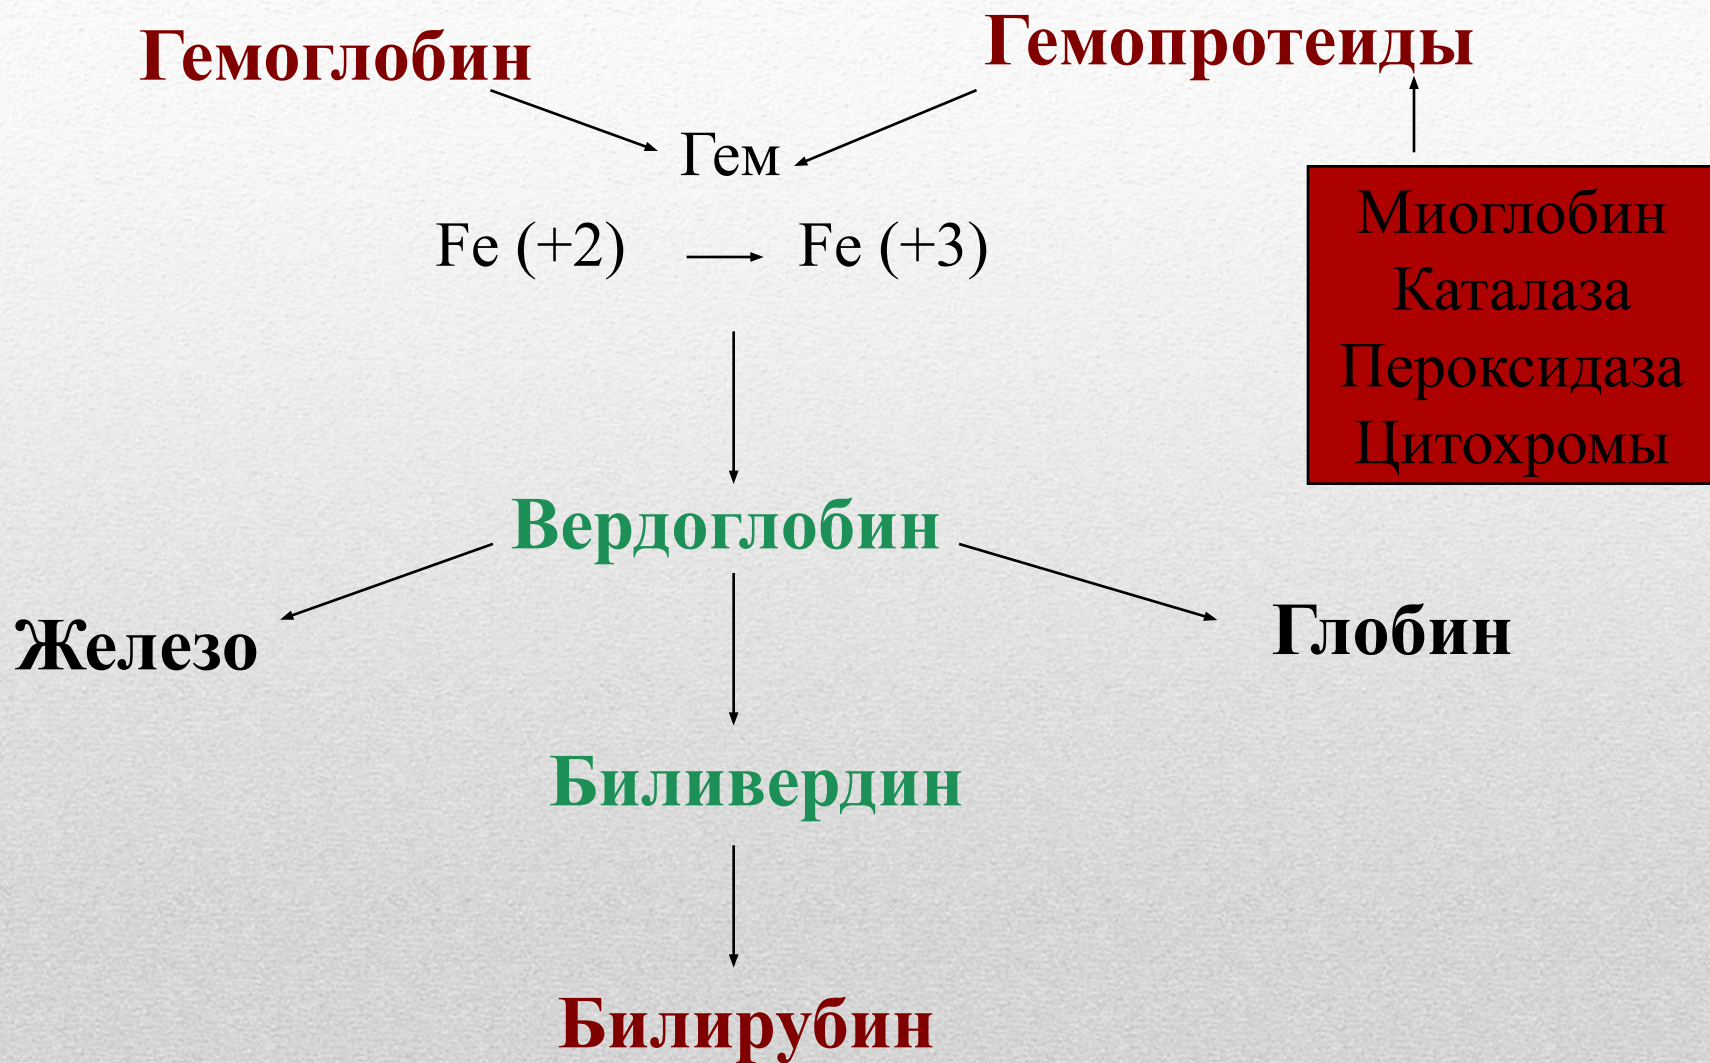 Гемоглобин
Гемопротеиды
Гем
Fe (+2)
Fe (+3)
Миоглобин
Каталаза
Пероксидаза
Цитохромы
Вердоглобин
Железо
Глобин
Биливердин
Билирубин